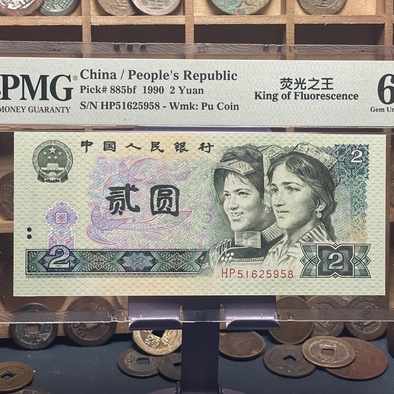 PMG
MONEY GUARANTY
China / People's Republic
Pick# 885bf 1990 2 Yuan
S/N HP51625958 - Wmk: Pu Coin
荧光之王
King of Fluorescence
6
Gem Un
中国人民银行
贰圆
2
2
2
HP51625958